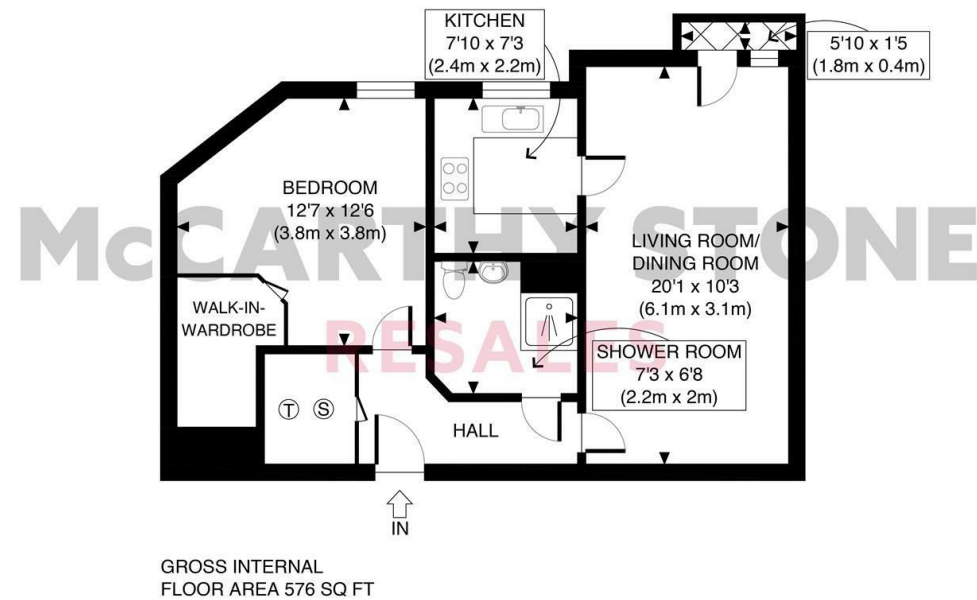 KITCHEN
7'10 x 7'3
(2.4m x 2.2m)
5'10 x 1'5
(1.8m x 0.4m)
BEDROOM
12'7 x 12'6
(3.8m x 3.8m)
McCARTHY STONE
RESALES
LIVING ROOM/
DINING ROOM
20'1 x 10'3
(6.1m x 3.1m)
WALK-IN-
WARDROBE
SHOWER ROOM
7'3 x 6'8
(2.2m x 2m)
T S
HALL
IN
GROSS INTERNAL
FLOOR AREA 576 SQ FT